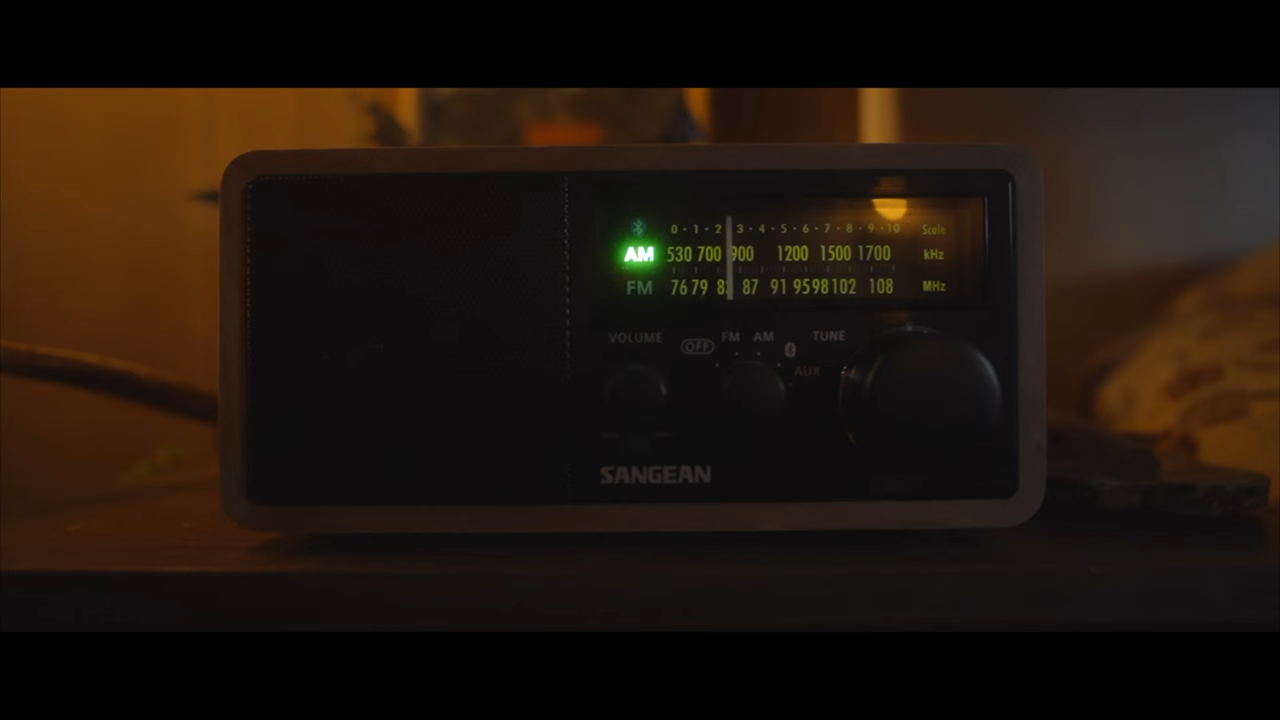 0 · 1 · 2 3 · 4 · 5 · 6 · 7 · 8 · 9 · 10 Scale
AM 530 700 900 1200 1500 1700 kHz
FM 76 79 87 91 95 98 102 108 MHz
VOLUME OFF FM AM TUNE
AUX
SANGEAN